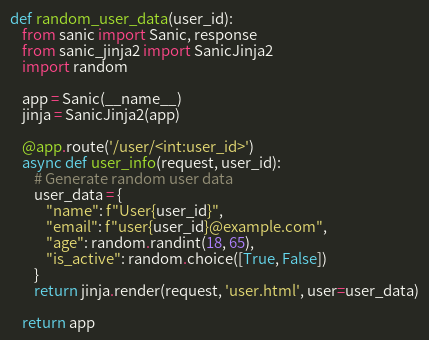 def random_user_data(user_id):
    from sanic import Sanic, response
    from sanic_jinja2 import SanicJinja2
    import random

    app = Sanic(__name__)
    jinja = SanicJinja2(app)

    @app.route('/user/<int:user_id>')
    async def user_info(request, user_id):
        # Generate random user data
        user_data = {
            "name": f"User{user_id}",
            "email": f"user{user_id}@example.com",
            "age": random.randint(18, 65),
            "is_active": random.choice([True, False])
        }
        return jinja.render(request, 'user.html', user=user_data)

    return app